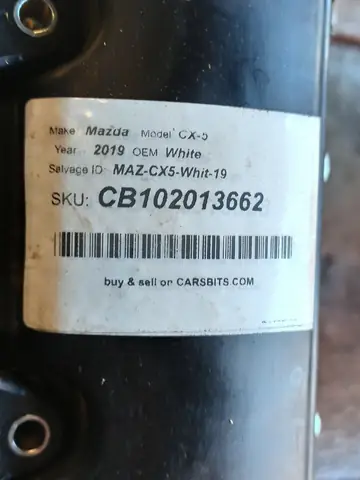 Make Mazda Model CX-5
Year 2019 OEM White
Salvage ID: MAZ-CX5-Whit-19
SKU: CB102013662
buy & sell on CARSBITS.COM